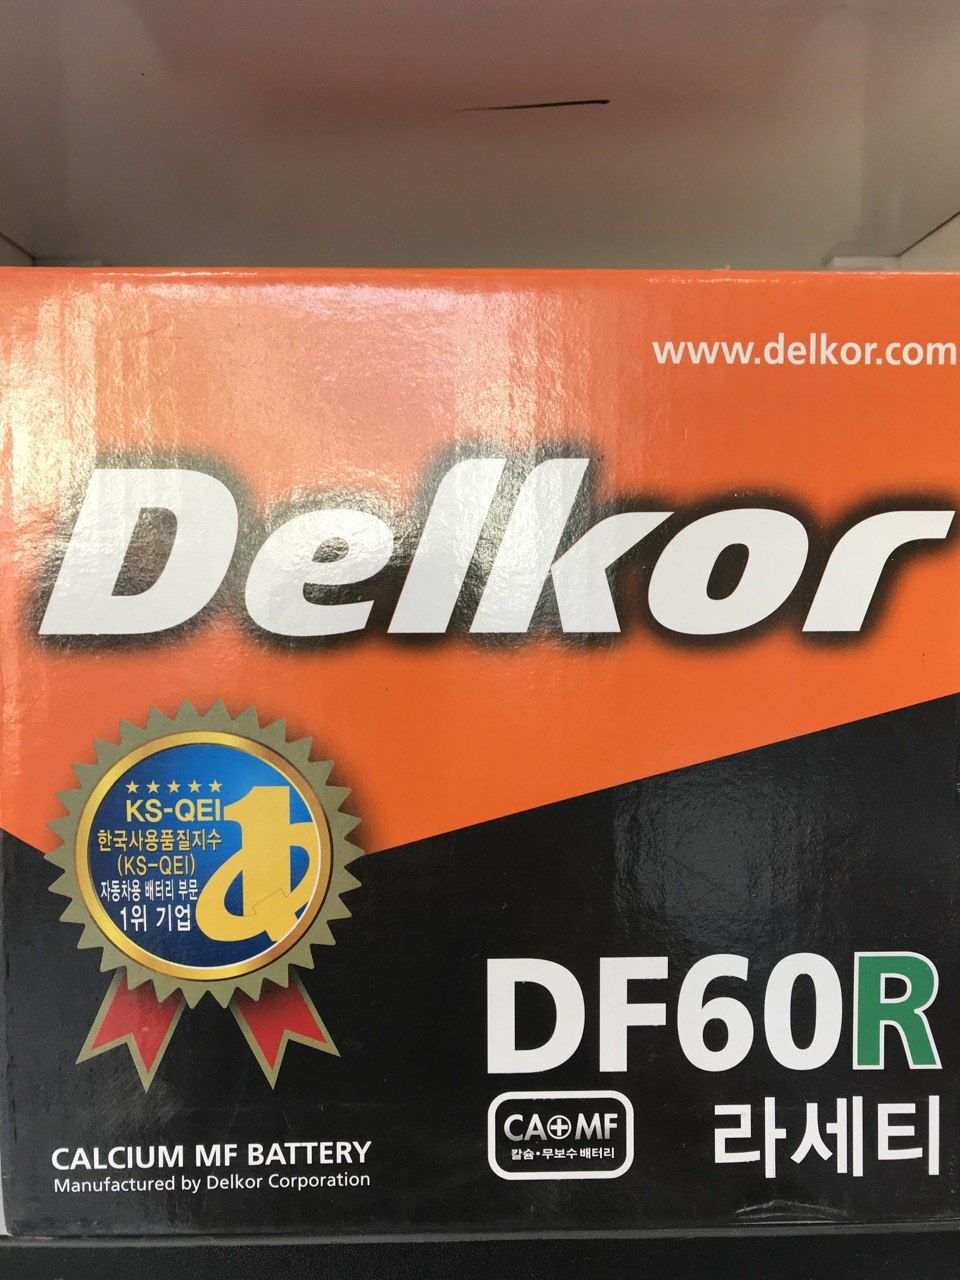 www.delkor.com
Delkor
★★★★★
KS-QEI
1
한국사용품질지수
(KS-QEI)
자동차용 배터리 부문
1위 기업
DF60R
CA+MF
칼슘·무보수 배터리
라세티
CALCIUM MF BATTERY
Manufactured by Delkor Corporation